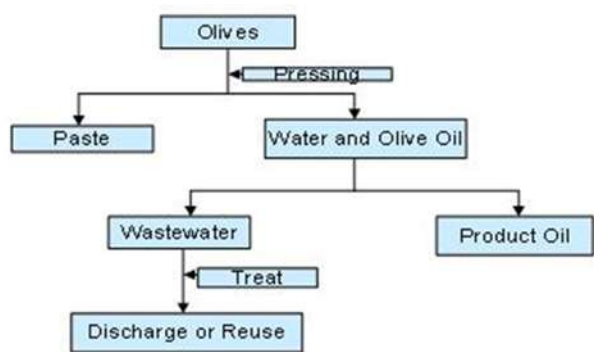 Olives
Pressing
Paste
Water and Olive Oil
Wastewater
Product Oil
Treat
Discharge or Reuse